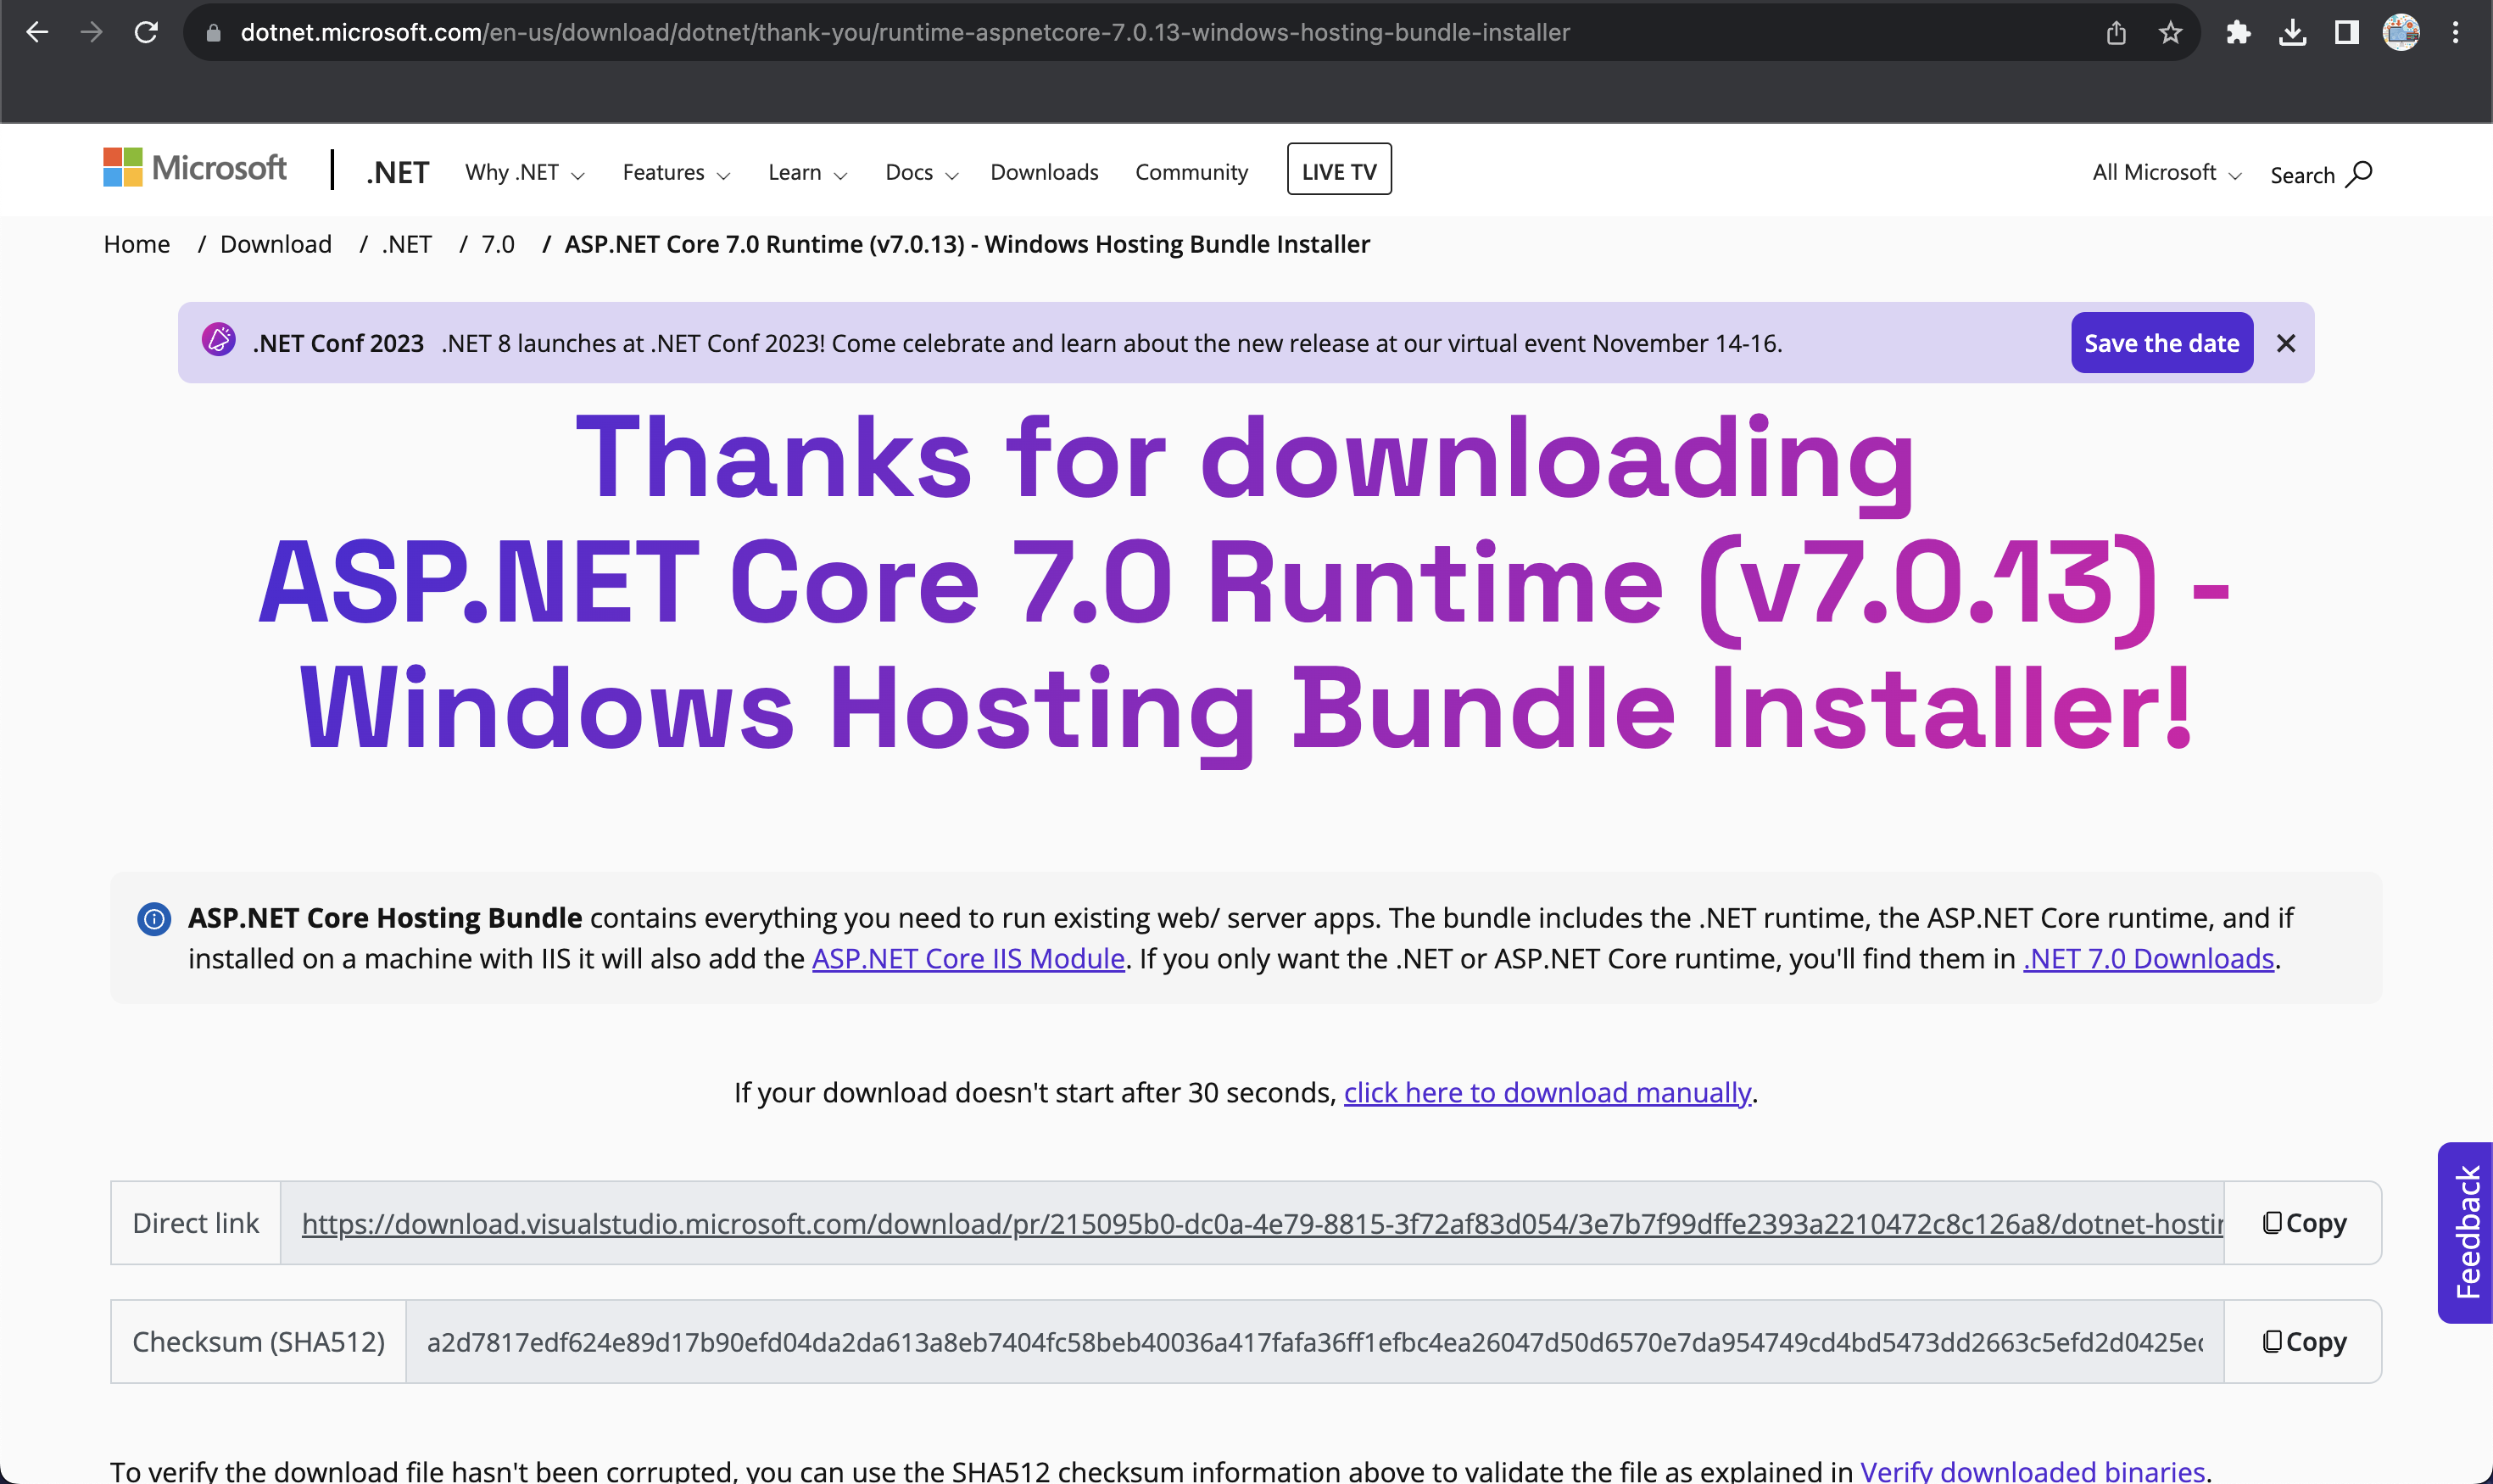 dotnet.microsoft.com/en-us/download/dotnet/thank-you/runtime-aspnetcore-7.0.13-windows-hosting-bundle-installer
Microsoft | .NET Why .NET Features Learn Docs Downloads Community LIVE TV All Microsoft Search
Home / Download / .NET / 7.0 / ASP.NET Core 7.0 Runtime (v7.0.13) - Windows Hosting Bundle Installer
.NET Conf 2023 .NET 8 launches at .NET Conf 2023! Come celebrate and learn about the new release at our virtual event November 14-16. Save the date
Thanks for downloading
ASP.NET Core 7.0 Runtime (v7.0.13) -
Windows Hosting Bundle Installer!
ASP.NET Core Hosting Bundle contains everything you need to run existing web/ server apps. The bundle includes the .NET runtime, the ASP.NET Core runtime, and if
installed on a machine with IIS it will also add the ASP.NET Core IIS Module. If you only want the .NET or ASP.NET Core runtime, you'll find them in .NET 7.0 Downloads.
If your download doesn't start after 30 seconds, click here to download manually.
Direct link https://download.visualstudio.microsoft.com/download/pr/215095b0-dc0a-4e79-8815-3f72af83d054/3e7b7f99dffe2393a2210472c8c126a8/dotnet-hostin Copy
Feedback
Checksum (SHA512) a2d7817edf624e89d17b90efd04da2da613a8eb7404fc58beb40036a417fafa36ff1efbc4ea26047d50d6570e7da954749cd4bd5473dd2663c5efd2d0425ec Copy
To verify the download file hasn't been corrupted, you can use the SHA512 checksum information above to validate the file as explained in Verify downloaded binaries.